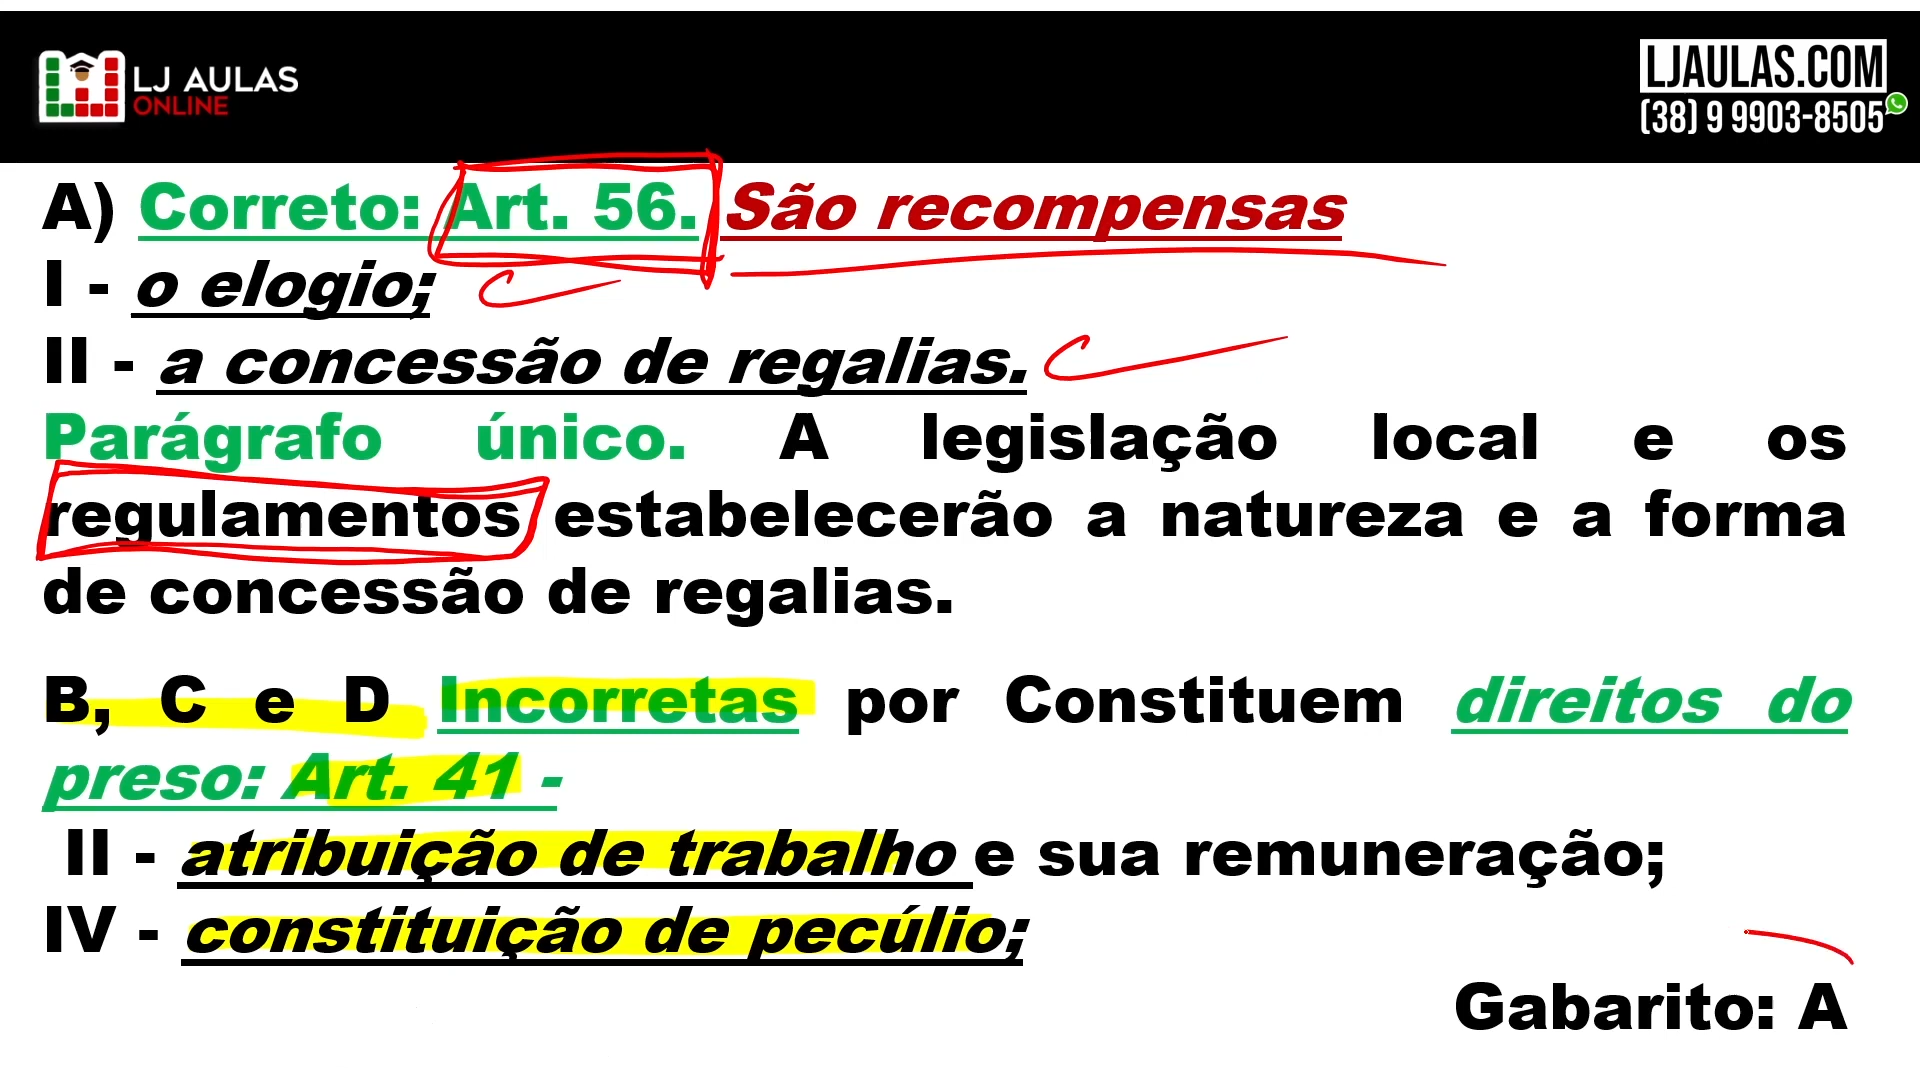 LJ AULAS
ONLINE
LJAULAS.COM
(38) 9 9903-8505
A) Correto: Art. 56. São recompensas
I - o elogio;
II - a concessão de regalias.
Parágrafo único. A legislação local e os
regulamentos estabelecerão a natureza e a forma
de concessão de regalias.
B, C e D Incorretas por Constituem direitos do
preso: Art. 41 -
II - atribuição de trabalho e sua remuneração;
IV - constituição de pecúlio;
Gabarito: A